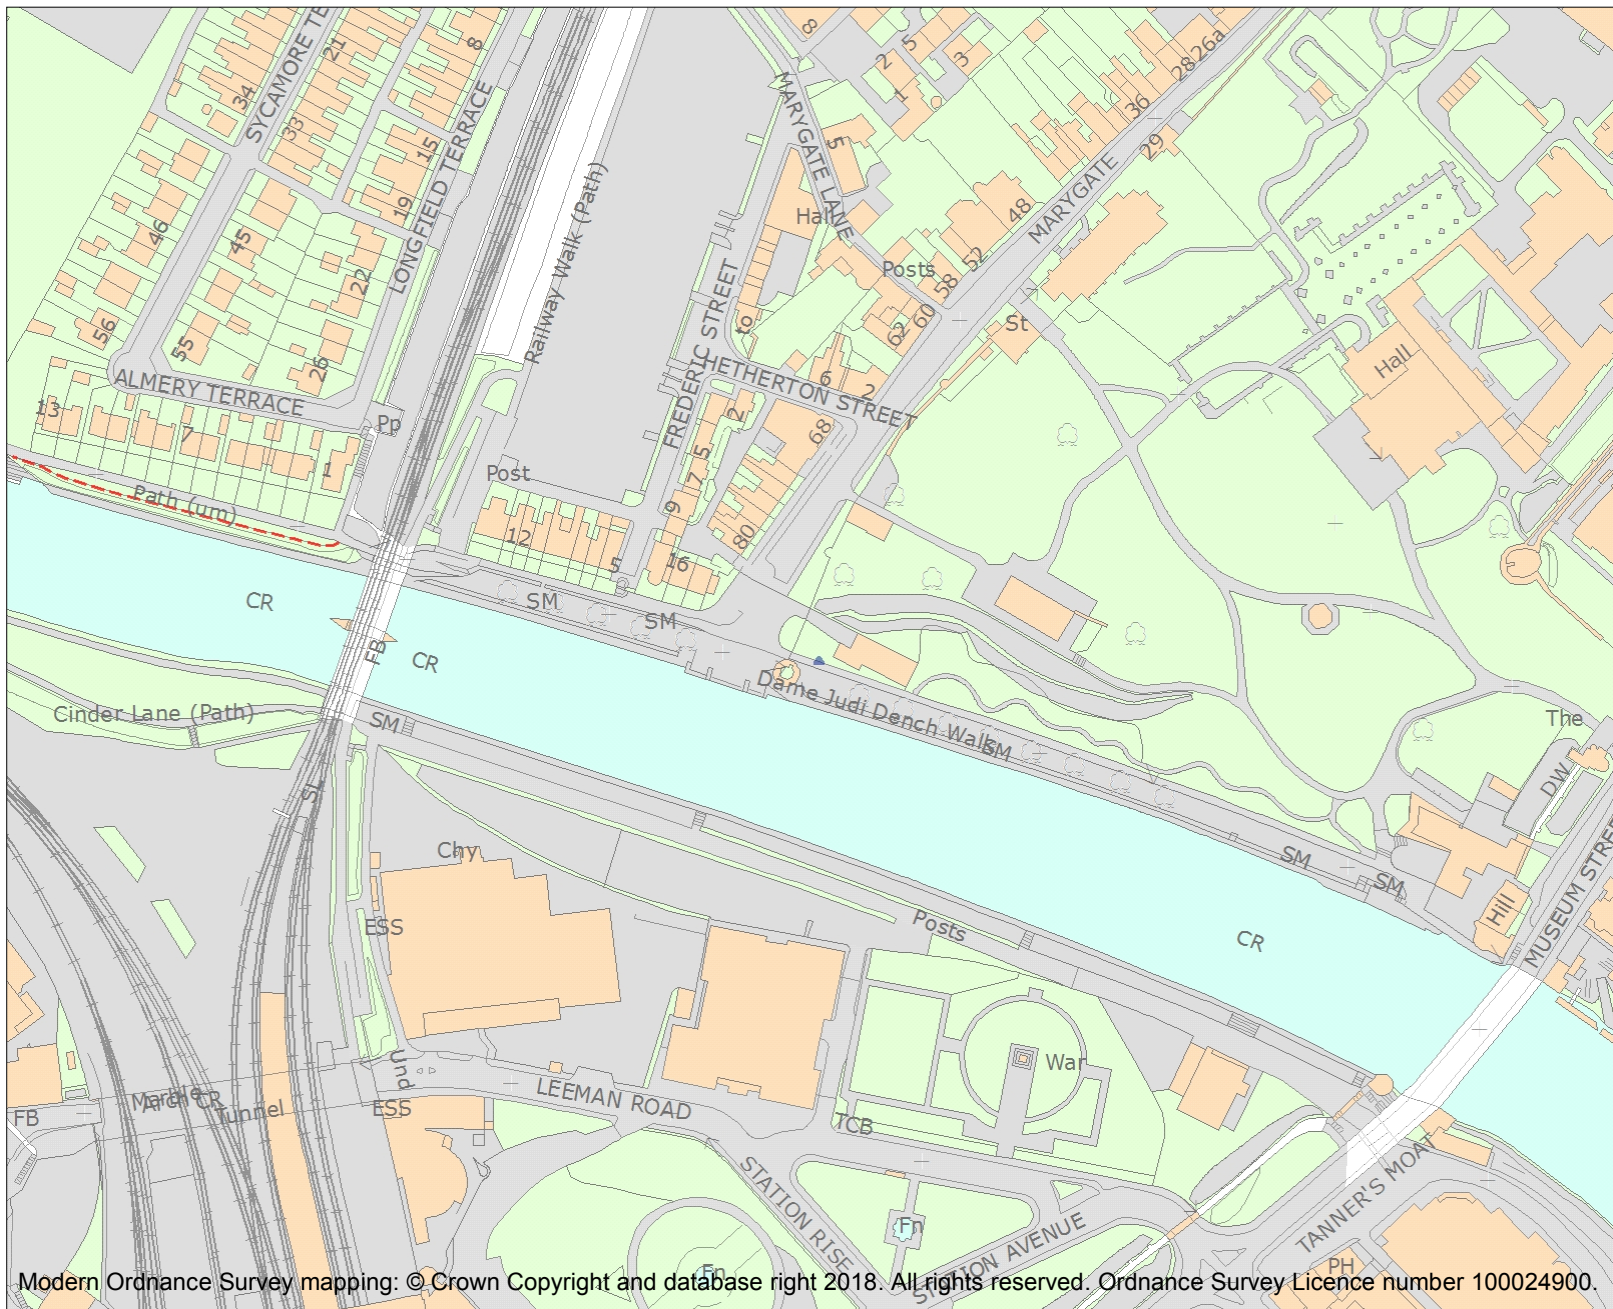 SYCAMORE TE
21
8
34
33
15
LONGFIELD TERRACE
19
46
45
22
56
55
26
ALMERY TERRACE
13
7
1
Pp
Path (um)
Railway Walk (Path)
Post
12
5
16
SM
SM
FREDERIC STREET
to
Hall
MARYGATE LANE
5
8
2
5
3
1
28
26a
36
29
MARYGATE
48
52
Posts
58
60
62
St
HETHERTON STREET
6
2
2
68
5
7
9
80
Hall
CR
FB
CR
Cinder Lane (Path)
SM
SL
Dame Judi Dench Walk
SM
The
DW
MUSEUM STREE
SM
SM
Hill
Chy
ESS
Posts
CR
War
Und
LEEMAN ROAD
ESS
TCB
FB
Marble
Arch CR
Tunnel
STATION RISE
Fn
Fn
STATION AVENUE
TANNER'S MOAT
PH
Modern Ordnance Survey mapping: © Crown Copyright and database right 2018. All rights reserved. Ordnance Survey Licence number 100024900.